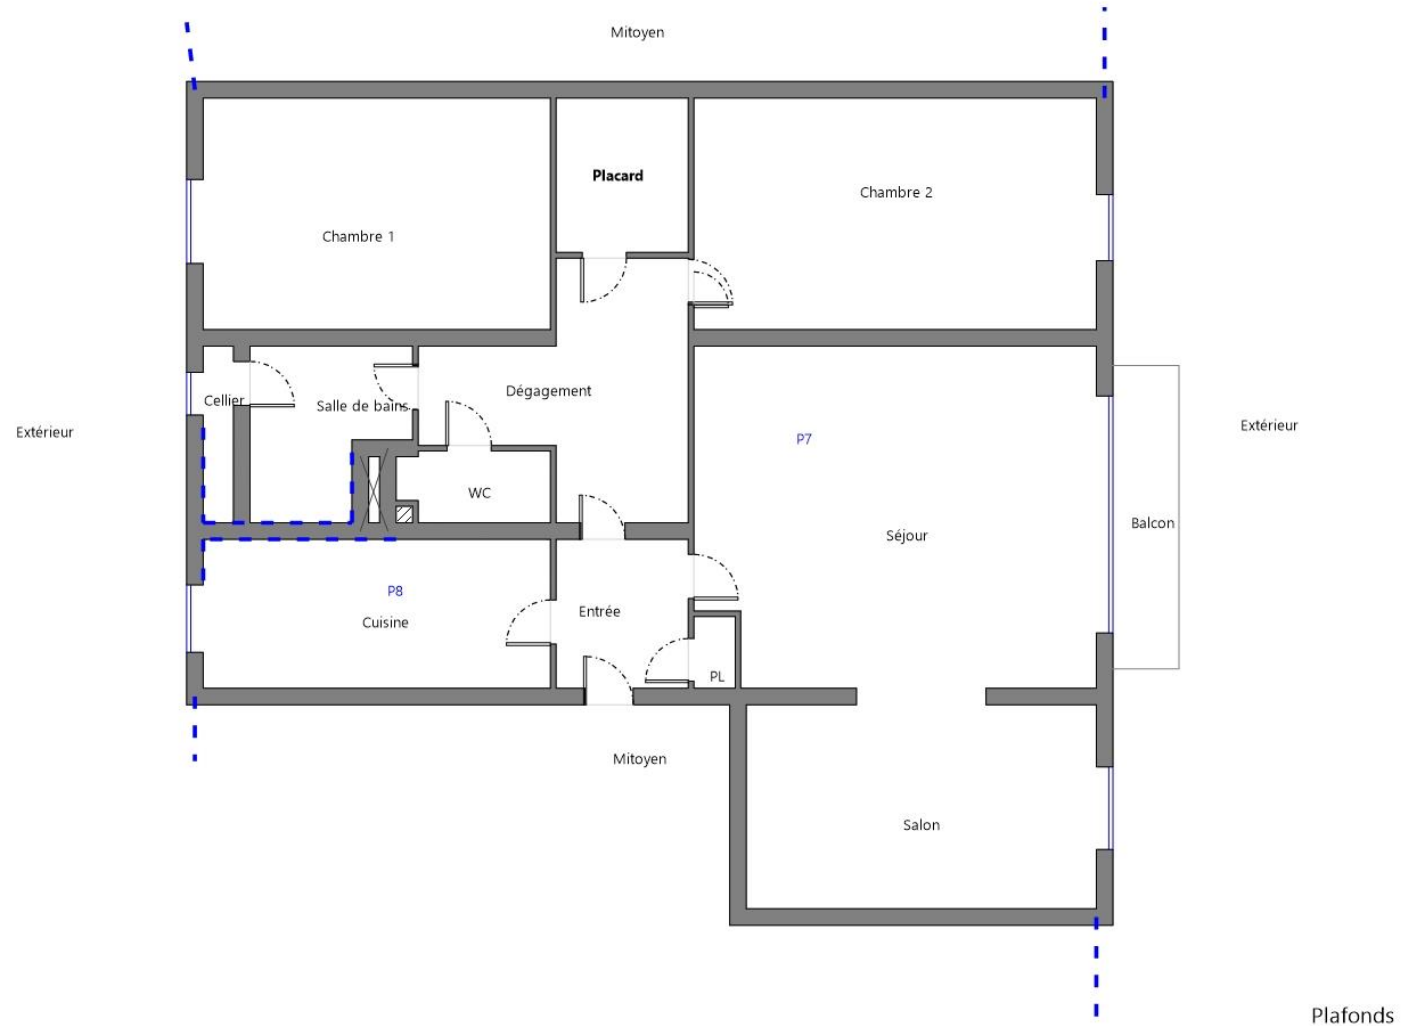 Mitoyen
Placard
Chambre 2
Chambre 1
Dégagement
Cellier
Salle de bains
Extérieur
P7
Extérieur
WC
Balcon
Séjour
P8
Entrée
Cuisine
PL
Mitoyen
Salon
Plafonds